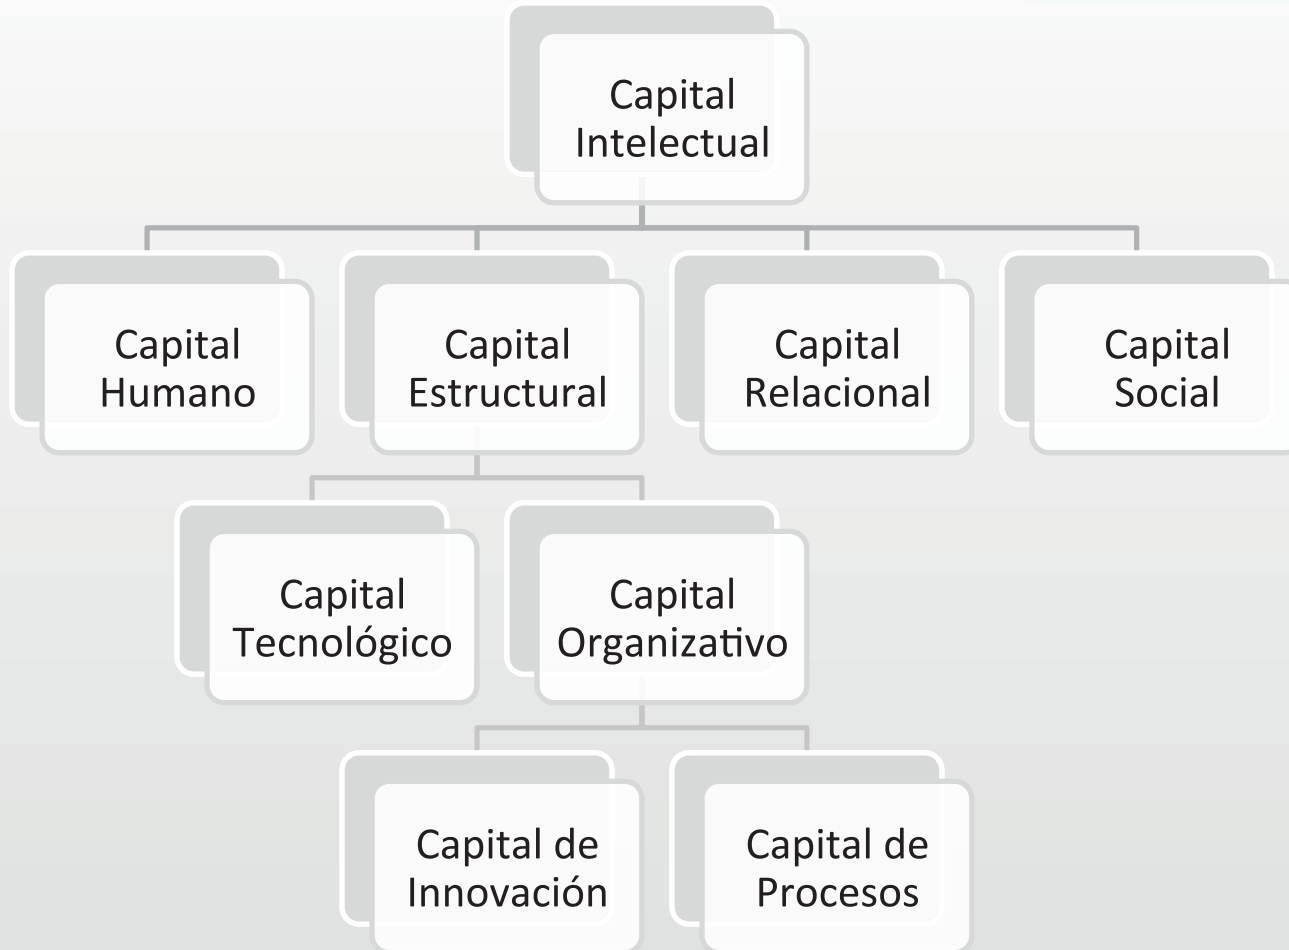 Capital
Intelectual
Capital
Humano
Capital
Estructural
Capital
Relacional
Capital
Social
Capital
Tecnológico
Capital
Organizativo
Capital de
Innovación
Capital de
Procesos